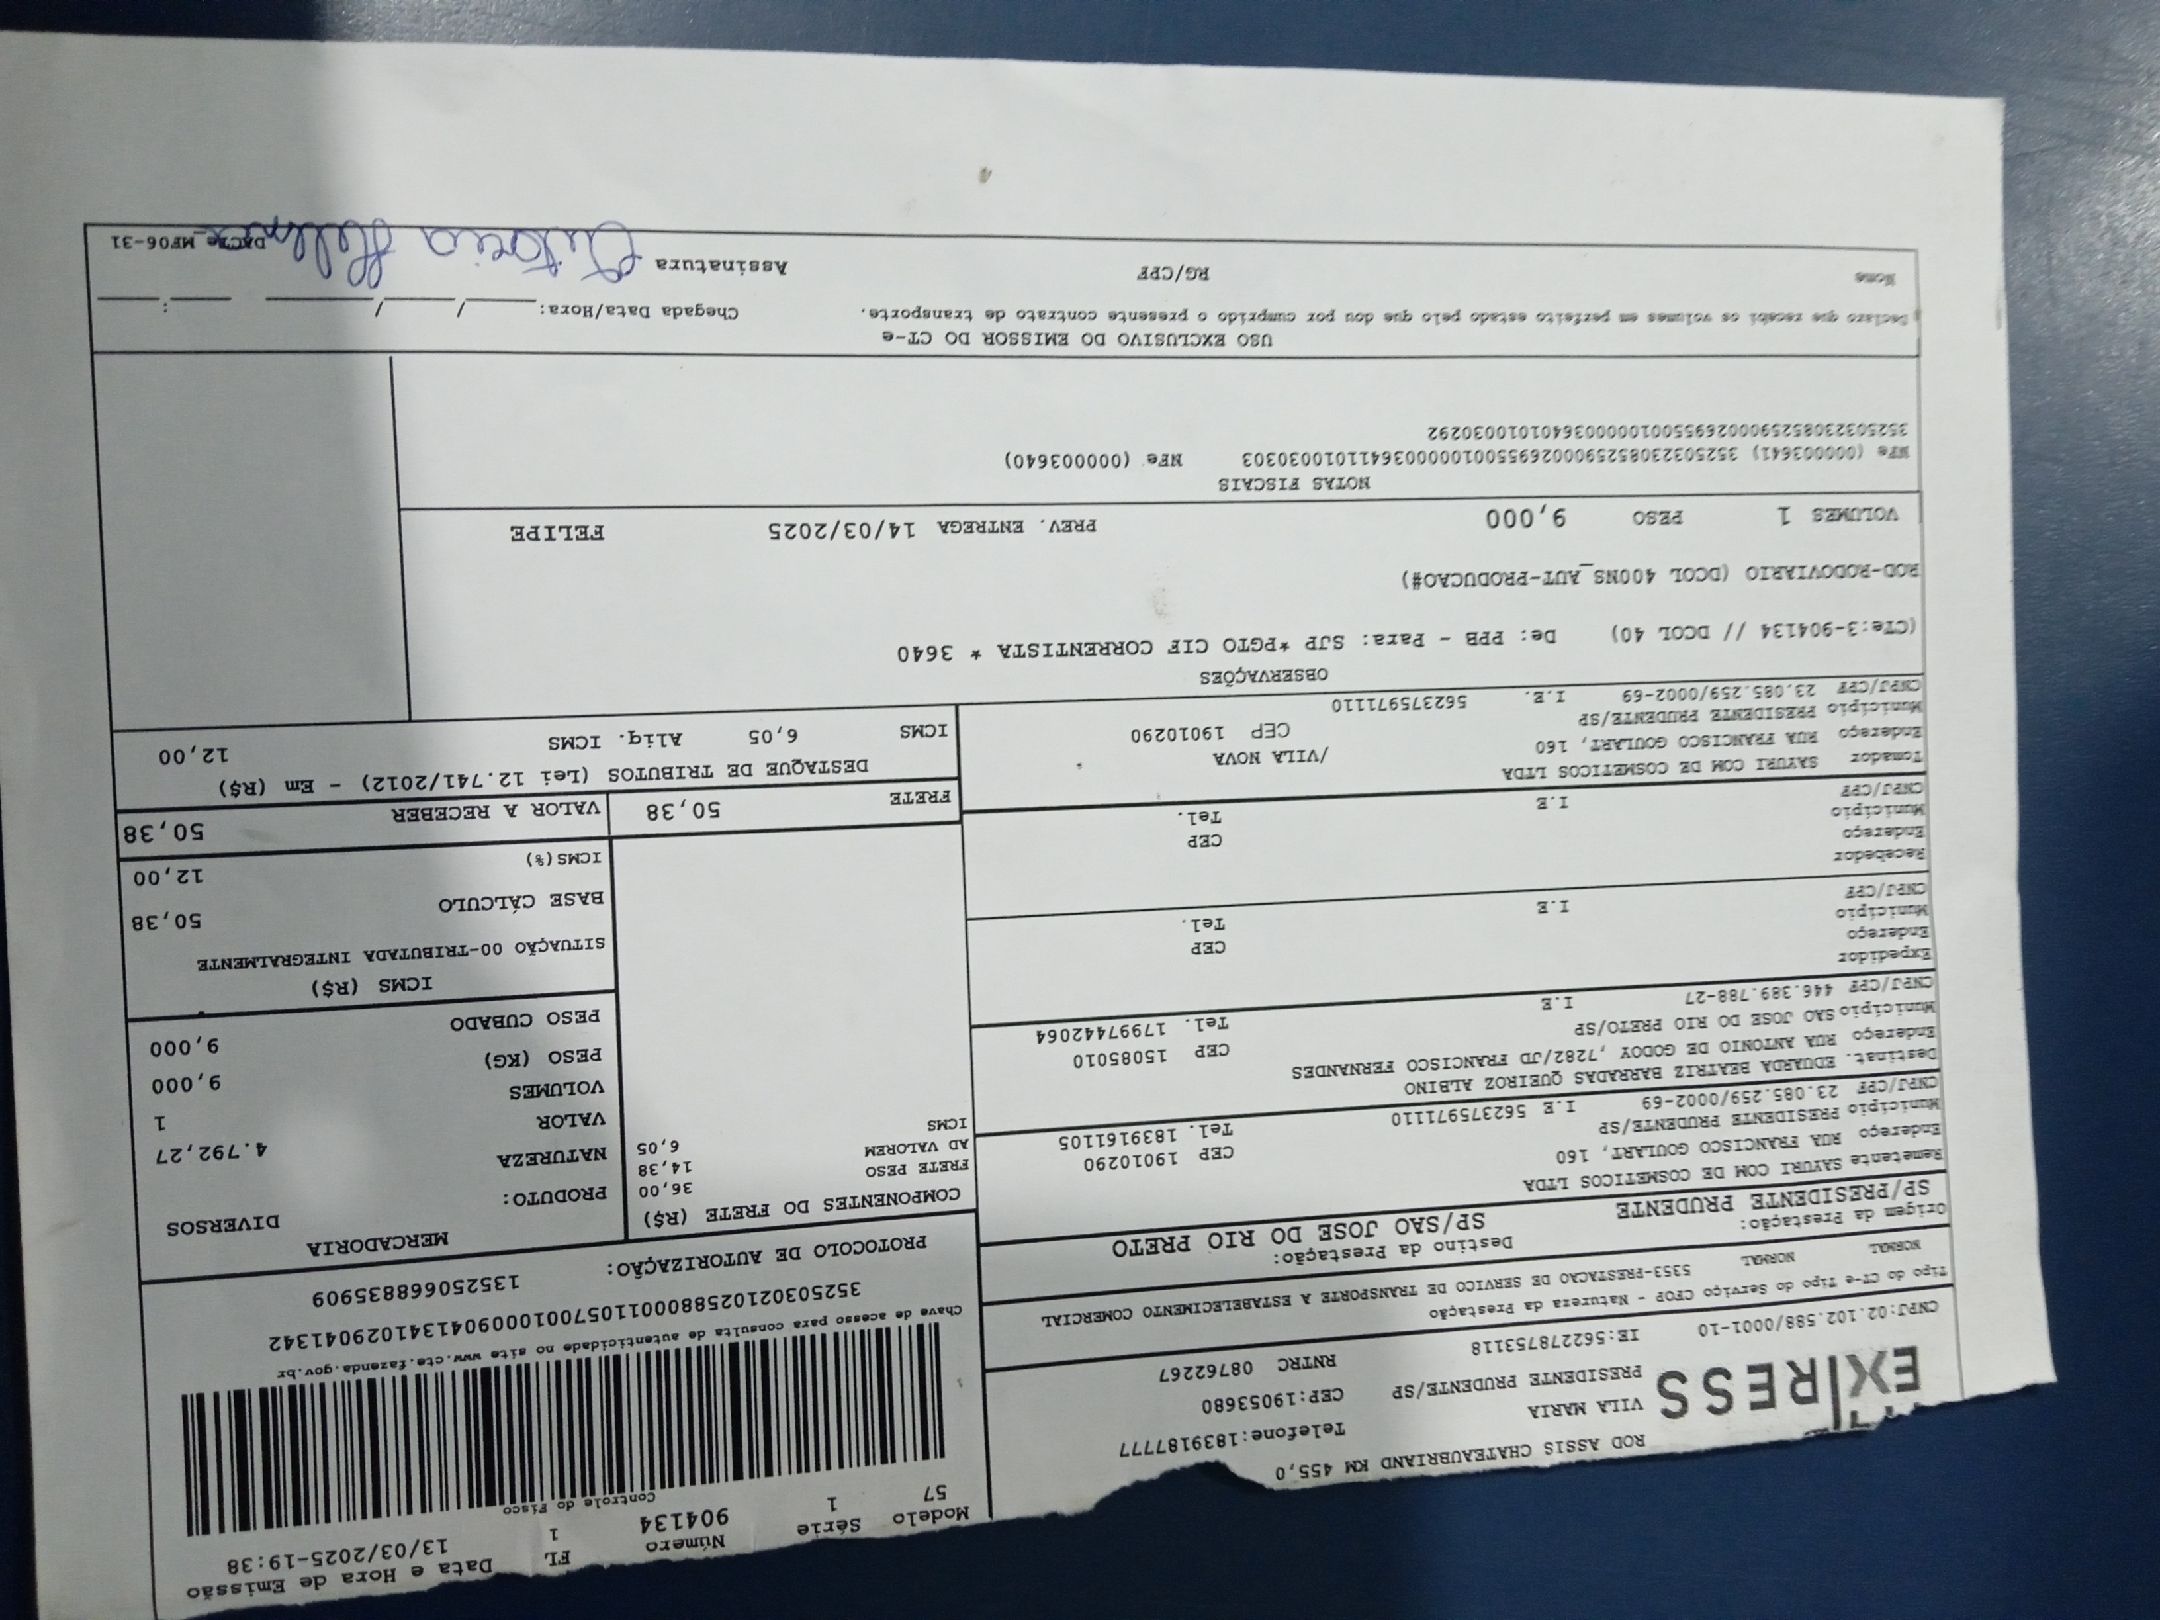 Modelo Série Número FL Data e Hora de Emissão
57 1 904134 1 13/03/2025-19:38
Controle do Fisco
ROD ASSIS CHATEAUBRIAND KM 455,0
VILA MARIA Telefone:1839187777
PRESIDENTE PRUDENTE/SP CEP:19053680
EXPRESS
CNPJ:02.102.588/0001-10 IE:562278753118 RNTRC 08762267
Chave de acesso para consulta de autenticidade no site www.cte.fazenda.gov.br
35250302102588000110570010009041341029041342
PROTOCOLO DE AUTORIZAÇÃO: 135250668835909
Tipo do CT-e Tipo do Serviço CFOP - Natureza da Prestação
NORMAL NORMAL 5353-PRESTACAO DE SERVICO DE TRANSPORTE A ESTABELECIMENTO COMERCIAL
Origem da Prestação: Destino da Prestação:
SP/PRESIDENTE PRUDENTE SP/SAO JOSE DO RIO PRETO
Remetente SAYURI COM DE COSMETICOS LTDA
Endereço RUA FRANCISCO GOULART, 160 CEP 19010290
Município PRESIDENTE PRUDENTE/SP Tel. 1839161105
CNPJ/CPF 23.085.259/0002-69 I.E 562375971110
Destinat. EDUARDA BEATRIZ BARRADAS QUEIROZ ALBINO
Endereço RUA ANTONIO DE GODOY ,7282/JD FRANCISCO FERNANDES CEP 15085010
Município SAO JOSE DO RIO PRETO/SP Tel. 17997442064
CNPJ/CPF 446.389.788-27 I.E
Expedidor
Endereço CEP
Município Tel.
CNPJ/CPF I.E
Recebedor
Endereço CEP
Município Tel.
CNPJ/CPF I.E
Tomador SAYURI COM DE COSMETICOS LTDA
Endereço RUA FRANCISCO GOULART, 160 /VILA NOVA
Município PRESIDENTE PRUDENTE/SP CEP 19010290
CNPJ/CPF 23.085.259/0002-69 I.E. 562375971110
COMPONENTES DO FRETE (R$)
FRETE PESO 36,00
AD VALOREM 14,38
ICMS 6,05
MERCADORIA
PRODUTO: DIVERSOS
NATUREZA
VALOR 4.792,27
VOLUMES 1
PESO (KG) 9,000
PESO CUBADO 9,000
ICMS (R$)
SITUAÇÃO 00-TRIBUTADA INTEGRALMENTE
BASE CÁLCULO 50,38
ICMS(%) 12,00
FRETE 50,38 VALOR A RECEBER 50,38
DESTAQUE DE TRIBUTOS (Lei 12.741/2012) - Em (R$)
ICMS 6,05 Aliq. ICMS 12,00
OBSERVAÇÕES
(CTe:3-904134 // DCOL 40) De: PPB - Para: SJP *PGTO CIF CORRENTISTA * 3640
ROD-RODOVIARIO (DCOL 400NS_AUT-PRODUCAO#)
VOLUMES 1 PESO 9,000 PREV. ENTREGA 14/03/2025 FELIPE
NOTAS FISCAIS
NFe (000003641) 35250323085259000269550010000036411101003​0303 NFe (000003640)
35250323085259000269550010000036401010030292
USO EXCLUSIVO DO EMISSOR DO CT-e
Declaro que recebi os volumes em perfeito estado pelo que dou por cumprido o presente contrato de transporte. Chegada Data/Hora: ____/____/______ ___:___
Nome RG/CPF Assinatura
DACTe_MF06-31